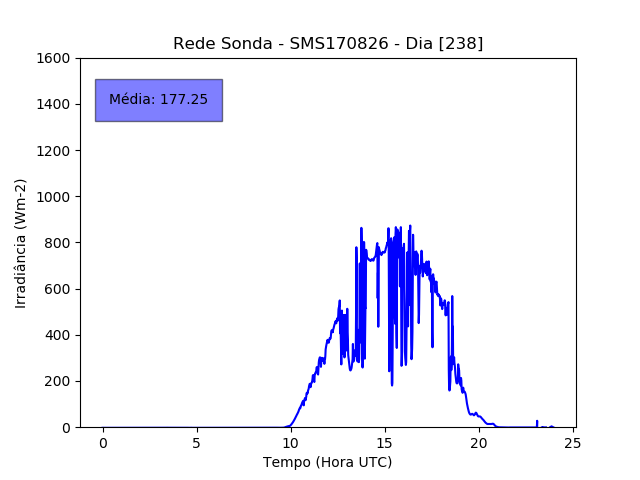 Rede Sonda - SMS170826 - Dia [238]
1600
1400
1200
1000
800
600
400
200
0
Média: 177.25
Irradiância (Wm-2)
0 5 10 15 20 25
Tempo (Hora UTC)